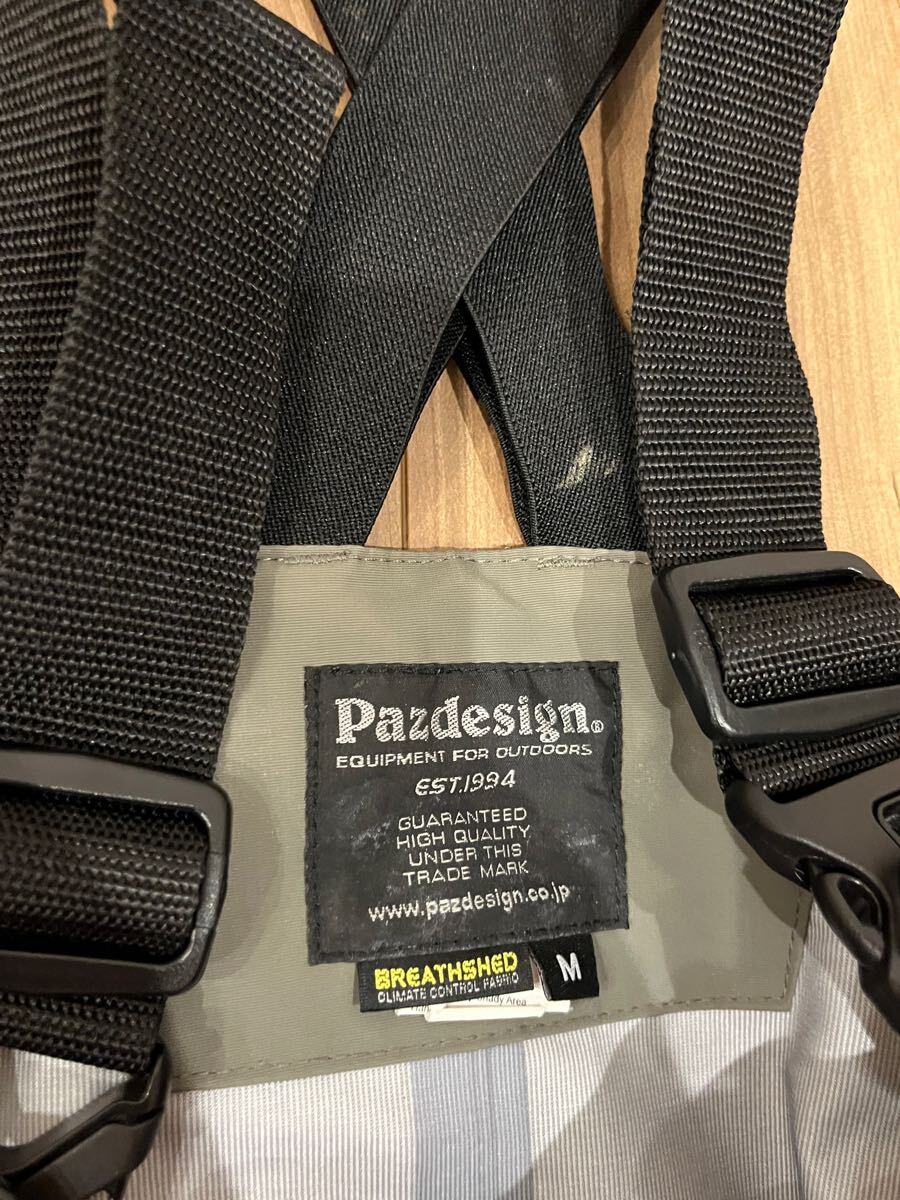 Pazdesign®
EQUIPMENT FOR OUTDOORS
EST.1994
GUARANTEED
HIGH QUALITY
UNDER THIS
TRADE MARK
www.pazdesign.co.jp
BREATHSHED
CLIMATE CONTROL FABRIC
M
Area